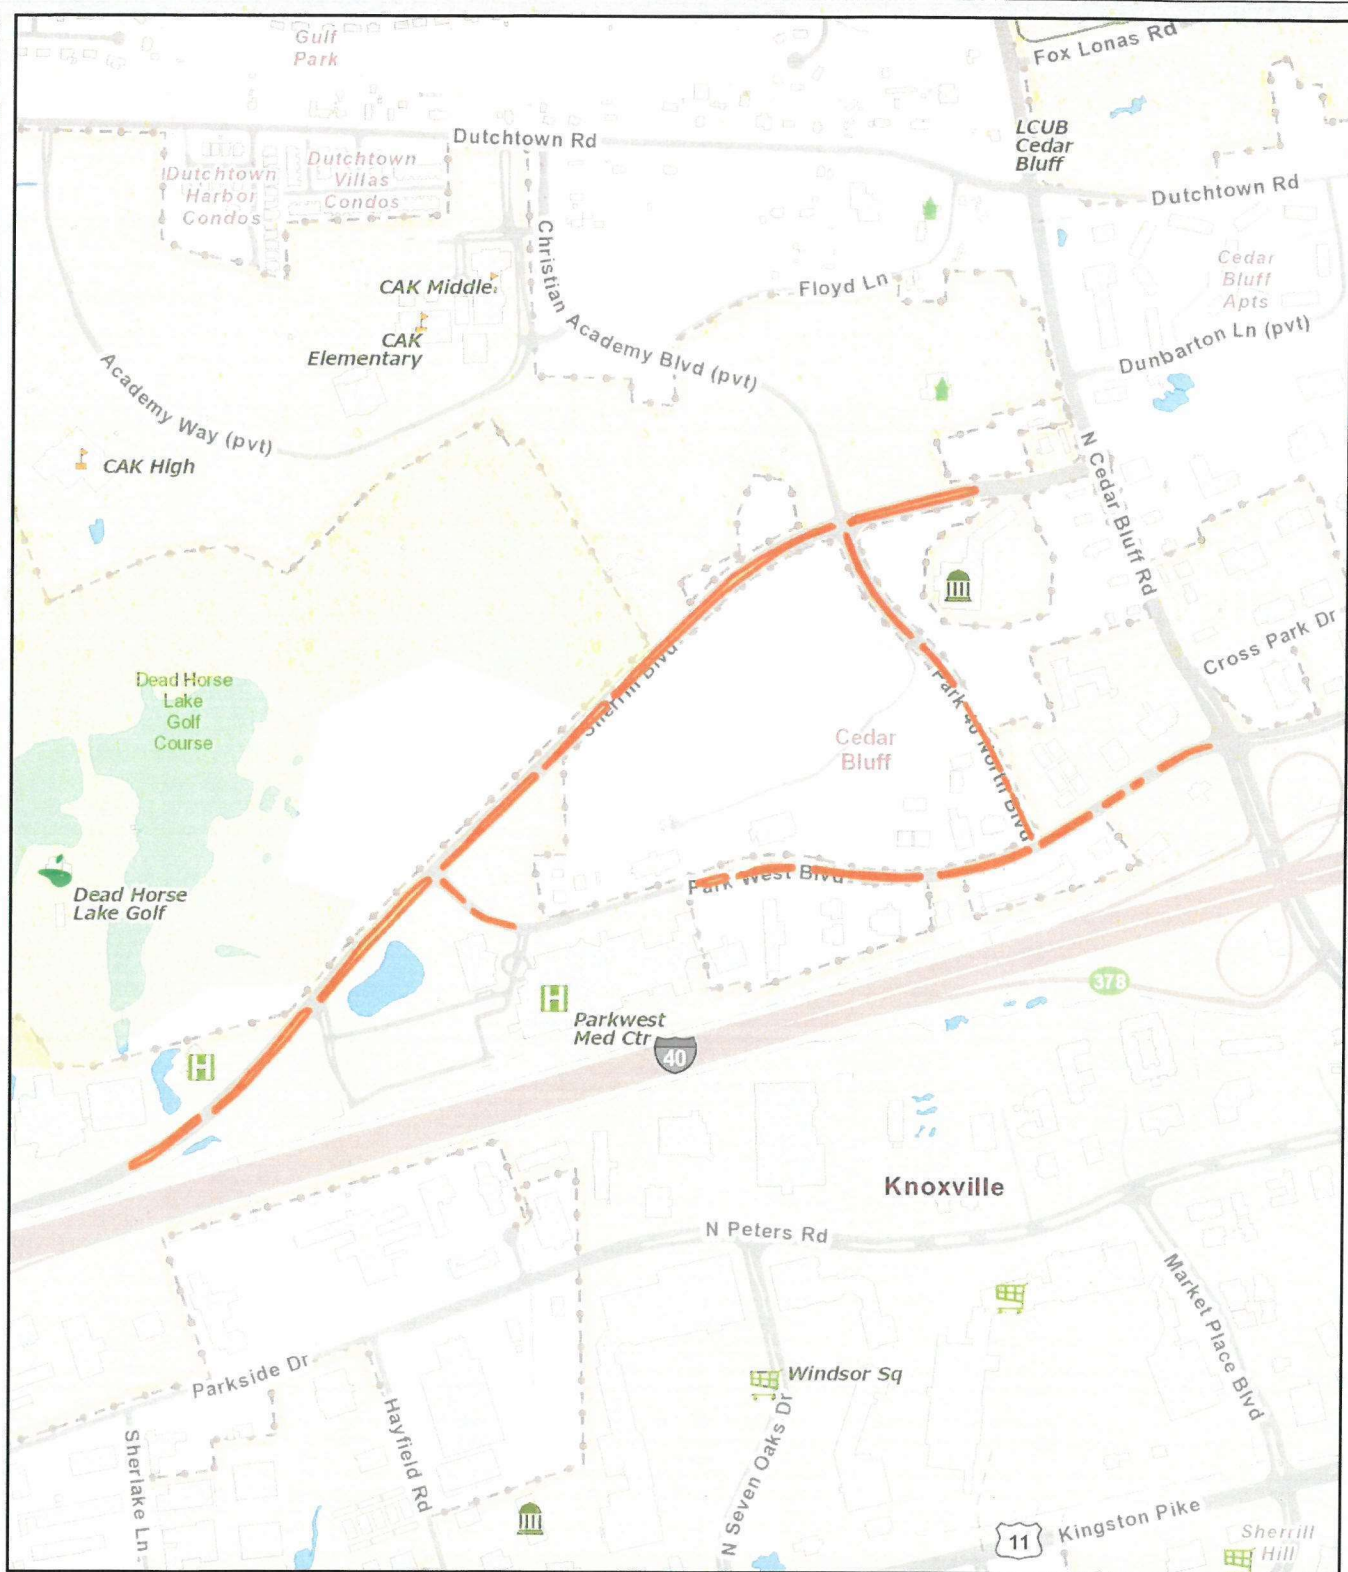 Gulf
Park
Fox Lonas Rd
Dutchtown Rd
LCUB
Cedar
Bluff
Dutchtown
Harbor
Condos
Dutchtown
Villas
Condos
Dutchtown Rd
Christian Academy Blvd (pvt)
Cedar
Bluff
Apts
CAK Middle
Floyd Ln
CAK
Elementary
Dunbarton Ln (pvt)
Academy Way (pvt)
CAK High
N Cedar Bluff Rd
Cross Park Dr
Dead Horse
Lake
Golf
Course
Sherrill Blvd
Park 40 North Blvd
Cedar
Bluff
Dead Horse
Lake Golf
Park West Blvd
378
H
Parkwest
Med Ctr
40
H
Knoxville
N Peters Rd
Market Place Blvd
Parkside Dr
Windsor Sq
Hayfield Rd
N Seven Oaks Dr
Sherlake Ln
11
Kingston Pike
Sherrill
Hill